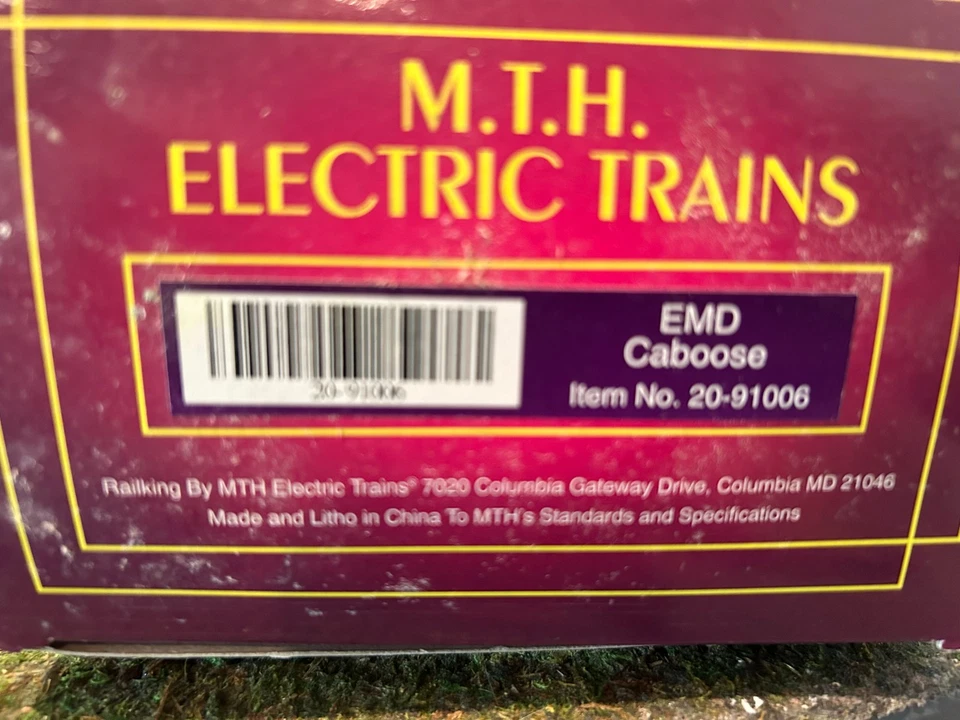 M.T.H.
ELECTRIC TRAINS
EMD
Caboose
20-91006
Item No. 20-91006
Railking By MTH Electric Trains® 7020 Columbia Gateway Drive, Columbia MD 21046
Made and Litho in China To MTH's Standards and Specifications